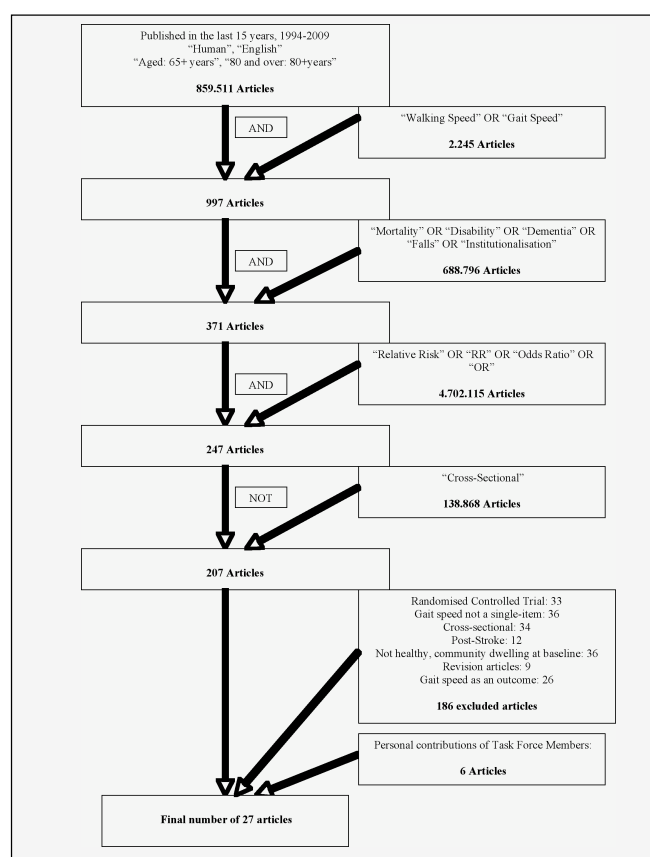 Published in the last 15 years, 1994-2009
“Human”, “English”
“Aged: 65+ years”, “80 and over: 80+years”
859.511 Articles
AND
“Walking Speed” OR “Gait Speed”
2.245 Articles
997 Articles
AND
“Mortality” OR “Disability” OR “Dementia” OR
“Falls” OR “Institutionalisation”
688.796 Articles
371 Articles
AND
“Relative Risk” OR “RR” OR “Odds Ratio” OR
“OR”
4.702.115 Articles
247 Articles
NOT
“Cross-Sectional”
138.868 Articles
207 Articles
Randomised Controlled Trial: 33
Gait speed not a single-item: 36
Cross-sectional: 34
Post-Stroke: 12
Not healthy, community dwelling at baseline: 36
Revision articles: 9
Gait speed as an outcome: 26
186 excluded articles
Personal contributions of Task Force Members:
6 Articles
Final number of 27 articles